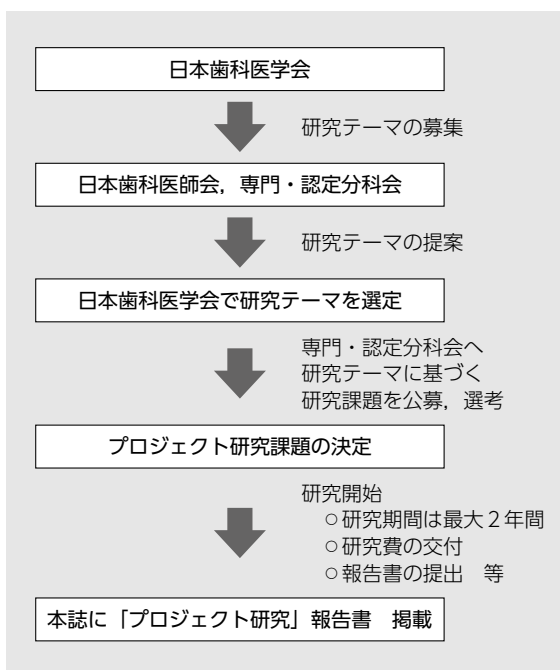 日本歯科医学会
研究テーマの募集
日本歯科医師会，専門・認定分科会
研究テーマの提案
日本歯科医学会で研究テーマを選定
専門・認定分科会へ
研究テーマに基づく
研究課題を公募，選考
プロジェクト研究課題の決定
研究開始
○研究期間は最大２年間
○研究費の交付
○報告書の提出　等
本誌に「プロジェクト研究」報告書　掲載